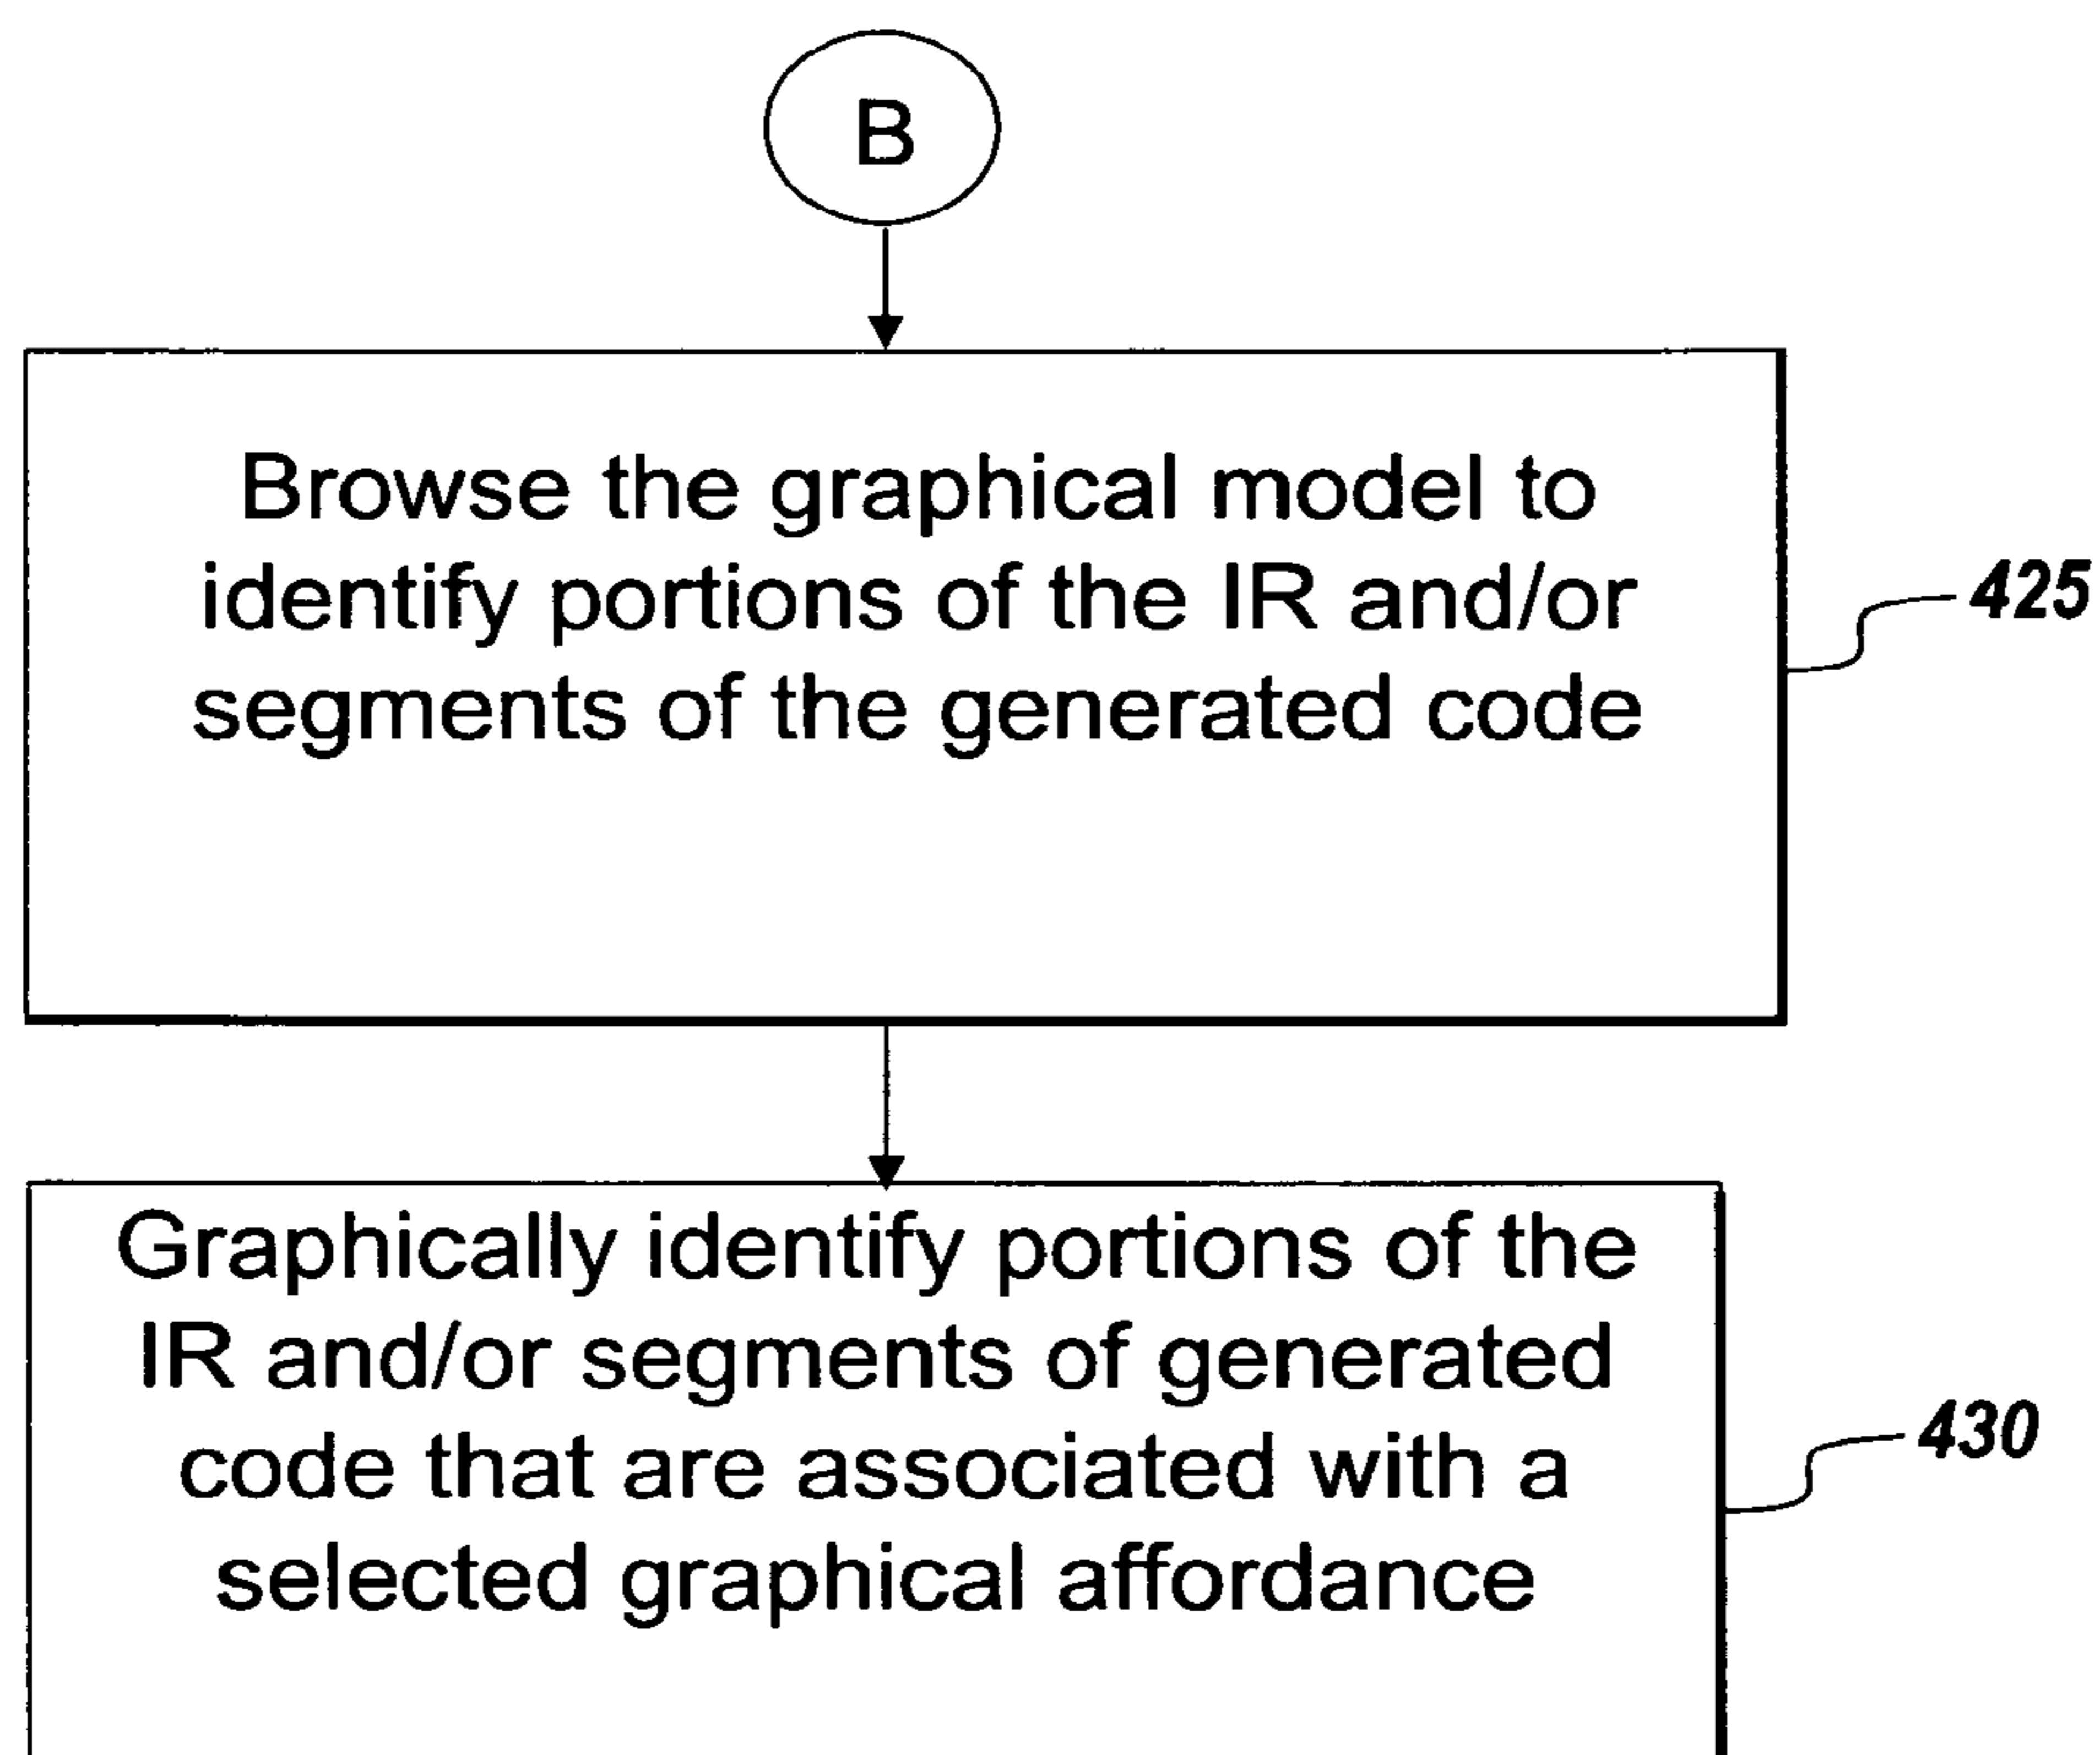 B
Browse the graphical model to
identify portions of the IR and/or
segments of the generated code
425
Graphically identify portions of the
IR and/or segments of generated
code that are associated with a
selected graphical affordance
430